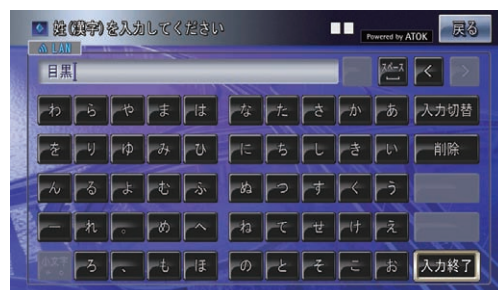 姓(漢字)を入力してください Powered by ATOK 戻る
LAN
目黒 スペース < >
わ ら や ま は な た さ か あ 入力切替
を り ゆ み ひ に ち し き い 削除
ん る よ む ふ ぬ つ す く う
ー れ 。 め へ ね て せ け え
小文字 ろ 、 も ほ の と そ こ お 入力終了